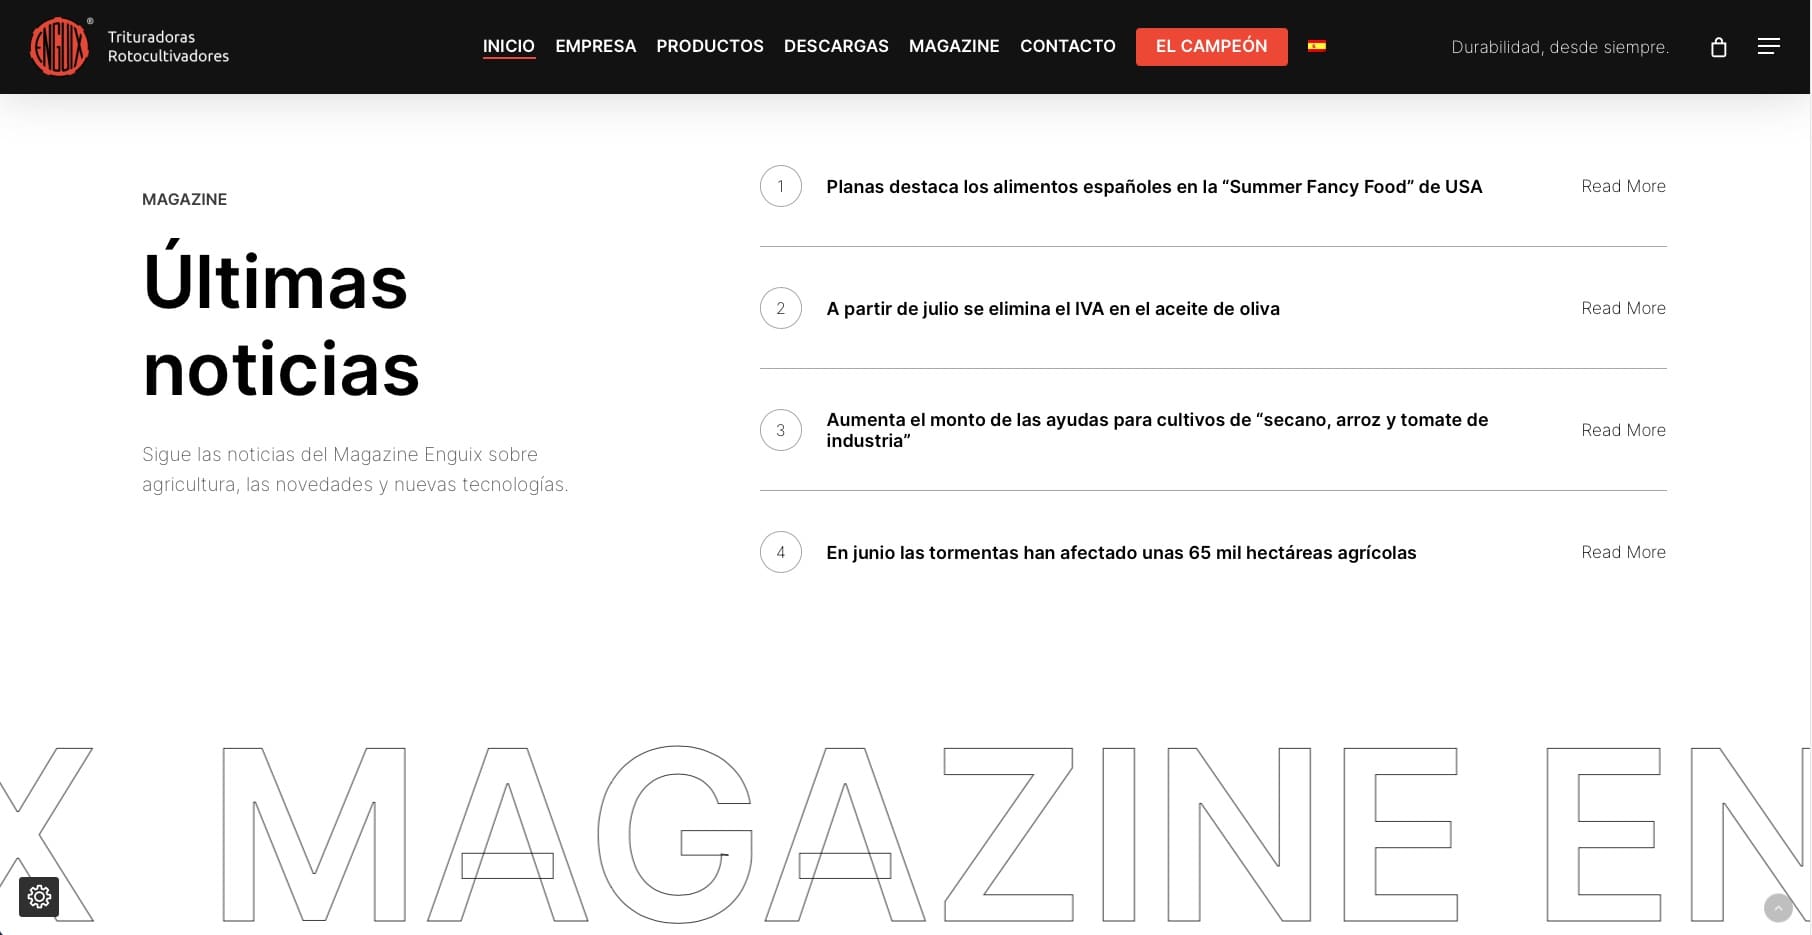 ENGUIX
®
Trituradoras
Rotocultivadores
INICIO EMPRESA PRODUCTOS DESCARGAS MAGAZINE CONTACTO EL CAMPEÓN
Durabilidad, desde siempre.
MAGAZINE
Últimas
noticias
Sigue las noticias del Magazine Enguix sobre
agricultura, las novedades y nuevas tecnologías.
1 Planas destaca los alimentos españoles en la “Summer Fancy Food” de USA Read More
2 A partir de julio se elimina el IVA en el aceite de oliva Read More
3 Aumenta el monto de las ayudas para cultivos de “secano, arroz y tomate de
industria” Read More
4 En junio las tormentas han afectado unas 65 mil hectáreas agrícolas Read More
X MAGAZINE EN